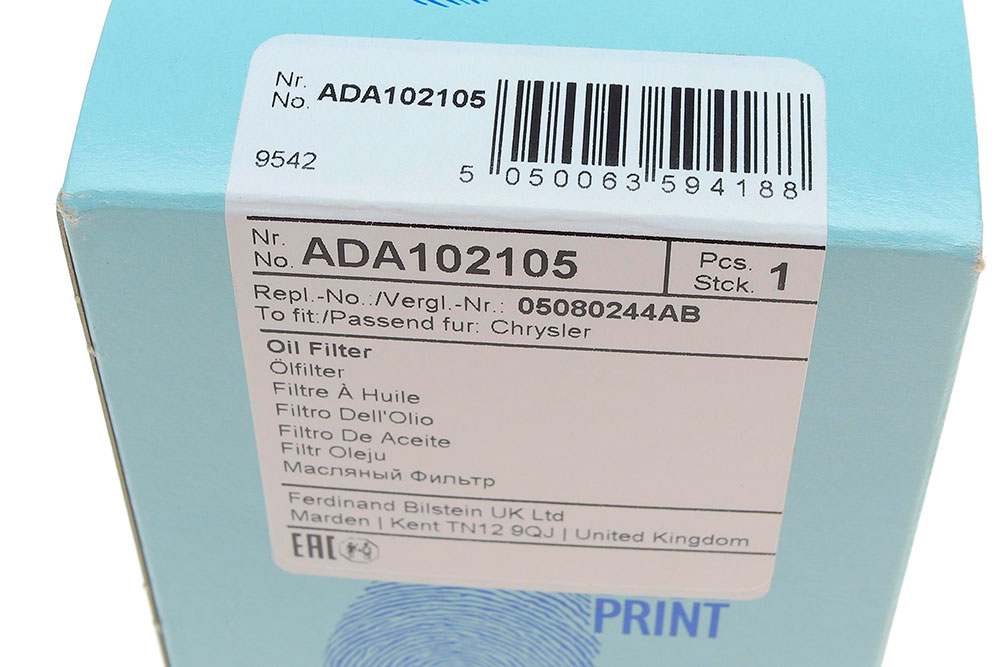 Nr.
No. ADA102105
9542
5 050063 594188
Nr.
No. ADA102105
Pcs.
Stck. 1
Repl.-No.:/Vergl.-Nr.: 05080244AB
To fit:/Passend fur: Chrysler
Oil Filter
Ölfilter
Filtre À Huile
Filtro Dell'Olio
Filtro De Aceite
Filtr Oleju
Масляный Фильтр
Ferdinand Bilstein UK Ltd
Marden | Kent TN12 9QJ | United Kingdom
EAC
PRINT